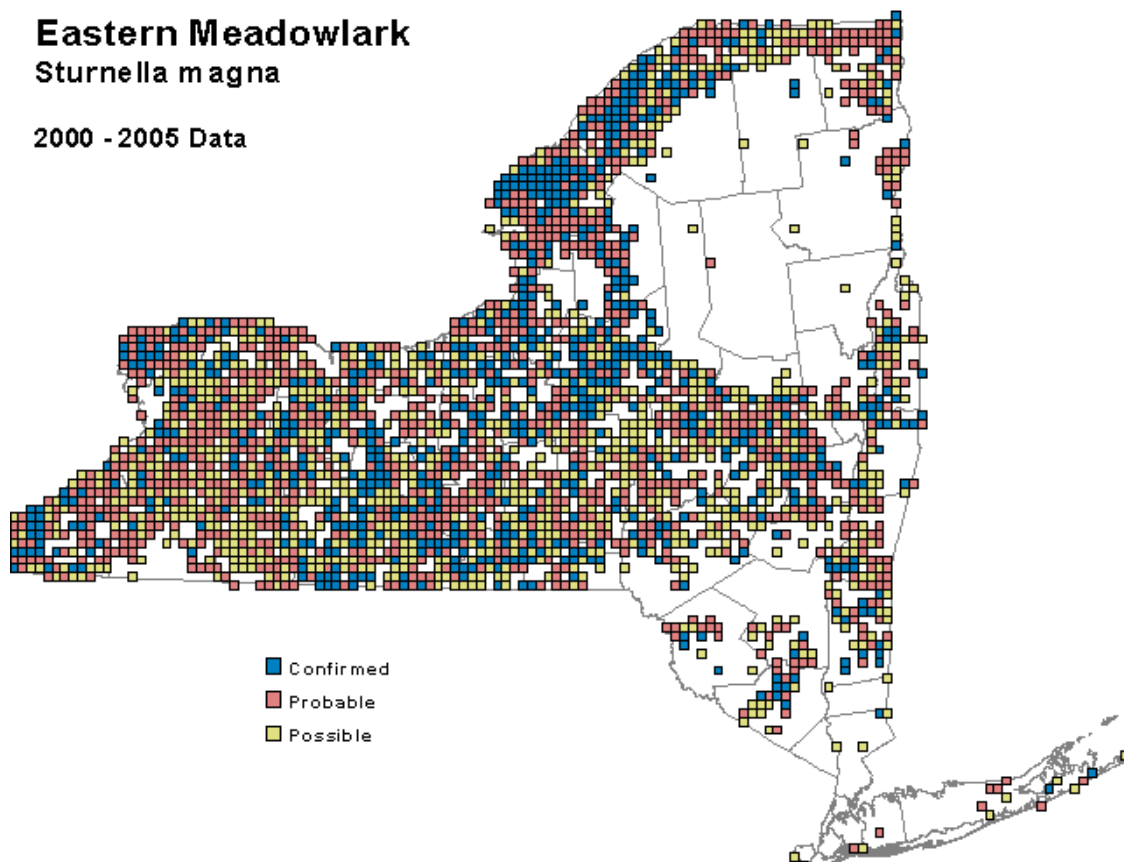 Eastern Meadowlark
Sturnella magna
2000 - 2005 Data
Confirmed
Probable
Possible